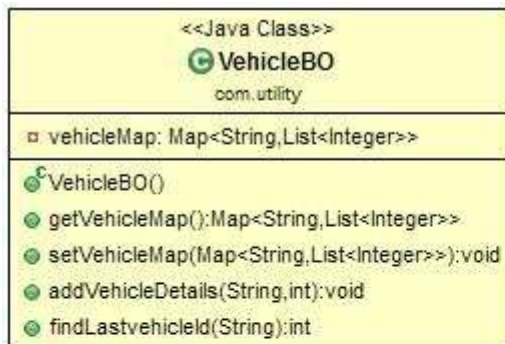 <<Java Class>>
C VehicleBO
com.utility
vehicleMap: Map<String,List<Integer>>
C VehicleBO()
getVehicleMap():Map<String,List<Integer>>
setVehicleMap(Map<String,List<Integer>>):void
addVehicleDetails(String,int):void
findLastvehicleId(String):int